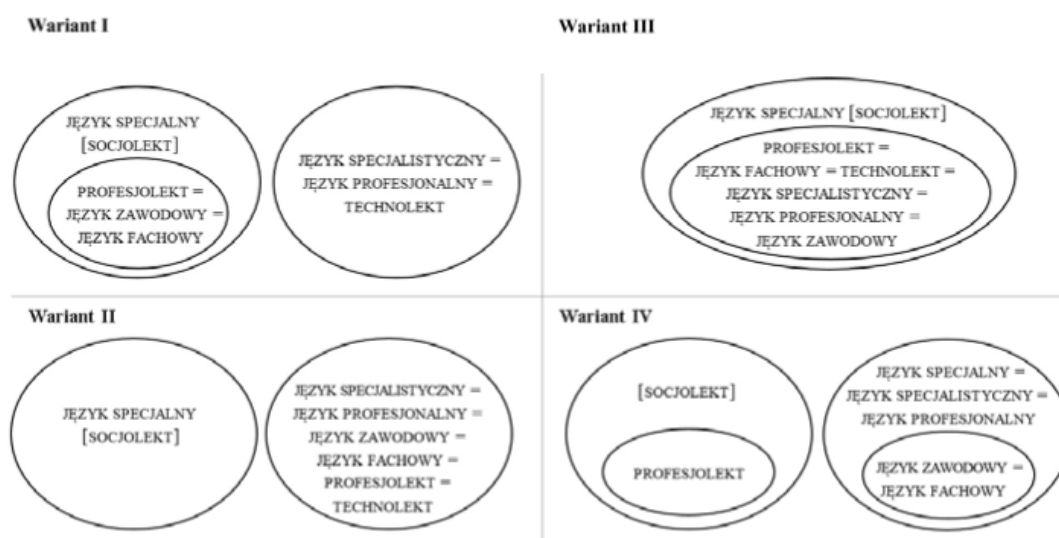 Wariant I
JĘZYK SPECJALNY
[SOCJOLEKT]
PROFESJOLEKT =
JĘZYK ZAWODOWY =
JĘZYK FACHOWY
JĘZYK SPECJALISTYCZNY =
JĘZYK PROFESJONALNY =
TECHNOLEKT
Wariant III
JĘZYK SPECJALNY [SOCJOLEKT]
PROFESJOLEKT =
JĘZYK FACHOWY = TECHNOLEKT =
JĘZYK SPECJALISTYCZNY =
JĘZYK PROFESJONALNY =
JĘZYK ZAWODOWY
Wariant II
JĘZYK SPECJALNY
[SOCJOLEKT]
JĘZYK SPECJALISTYCZNY =
JĘZYK PROFESJONALNY =
JĘZYK ZAWODOWY =
JĘZYK FACHOWY =
PROFESJOLEKT =
TECHNOLEKT
Wariant IV
[SOCJOLEKT]
PROFESJOLEKT
JĘZYK SPECJALNY =
JĘZYK SPECJALISTYCZNY =
JĘZYK PROFESJONALNY
JĘZYK ZAWODOWY =
JĘZYK FACHOWY